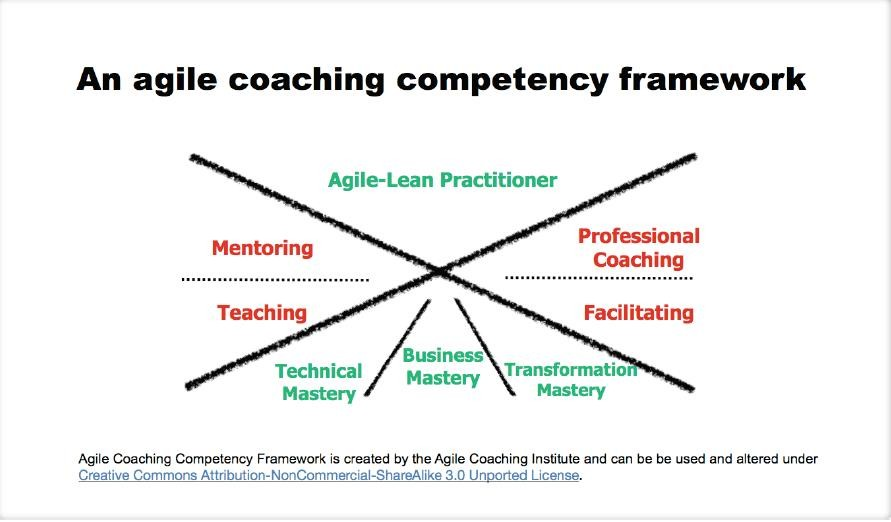 An agile coaching competency framework
Agile-Lean Practitioner
Mentoring
Professional
Coaching
Teaching
Facilitating
Technical
Mastery
Business
Mastery
Transformation
Mastery
Agile Coaching Competency Framework is created by the Agile Coaching Institute and can be be used and altered under
Creative Commons Attribution-NonCommercial-ShareAlike 3.0 Unported License.